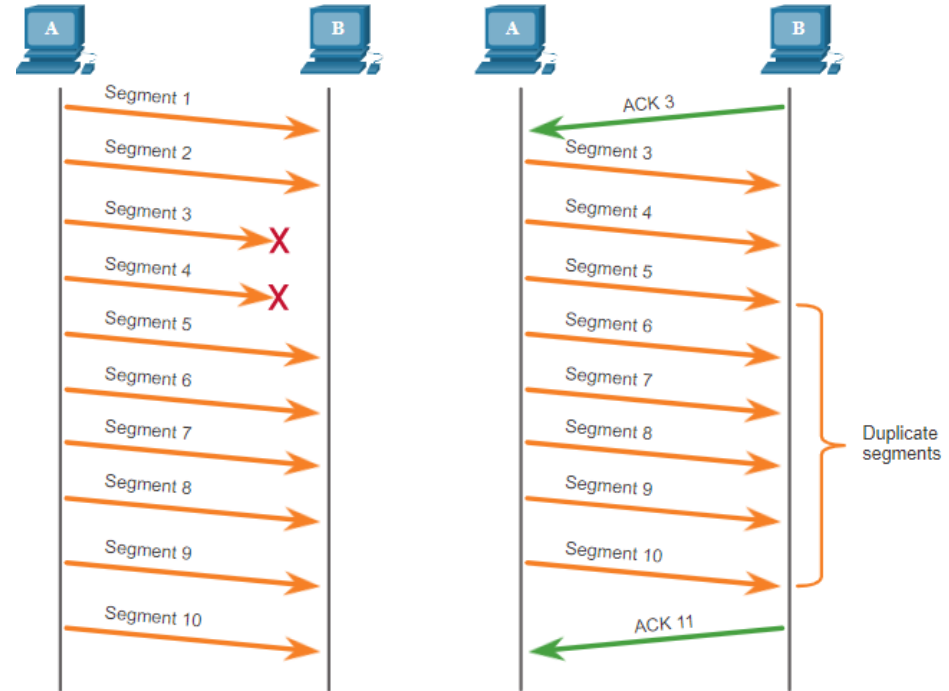 A
B
Segment 1
Segment 2
Segment 3
X
Segment 4
X
Segment 5
Segment 6
Segment 7
Segment 8
Segment 9
Segment 10
A
B
ACK 3
Segment 3
Segment 4
Segment 5
Segment 6
Segment 7
Segment 8
Segment 9
Segment 10
ACK 11
Duplicate
segments